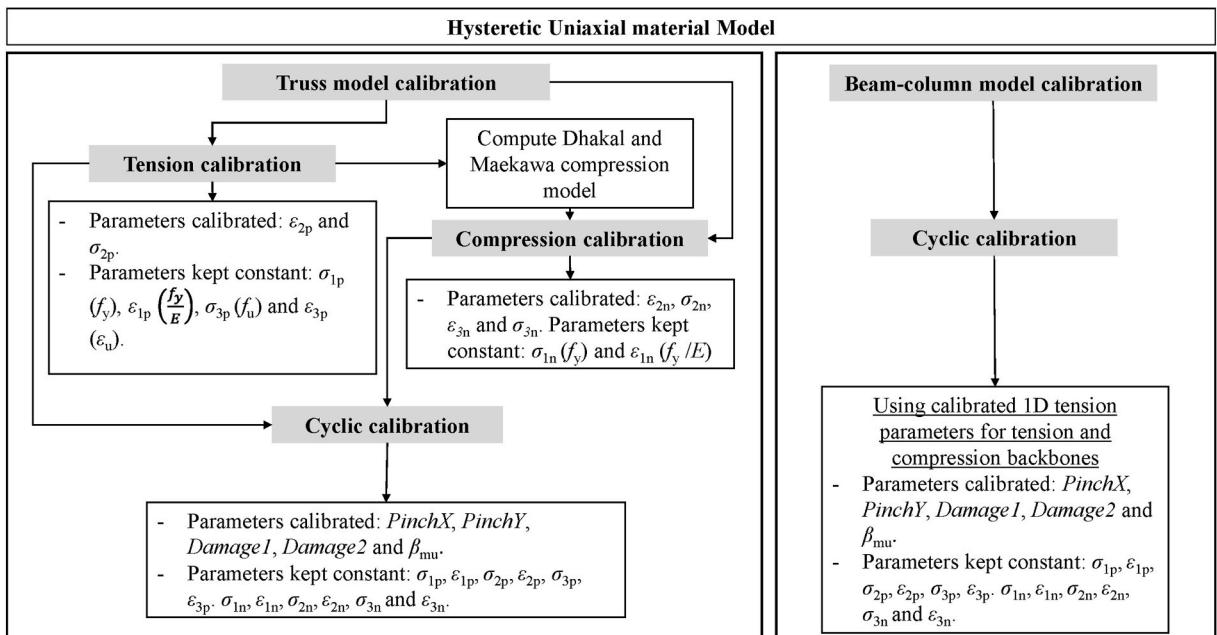 Hysteretic Uniaxial material Model
Truss model calibration
Tension calibration
Compute Dhakal and
Maekawa compression
model
- Parameters calibrated: ε2p and
σ2p.
- Parameters kept constant: σ1p
(fy), ε1p (fy/E), σ3p (fu) and ε3p
(εu).
Compression calibration
- Parameters calibrated: ε2n, σ2n,
ε3n and σ3n. Parameters kept
constant: σ1n (fy) and ε1n (fy /E)
Cyclic calibration
- Parameters calibrated: PinchX, PinchY,
Damage1, Damage2 and βmu.
- Parameters kept constant: σ1p, ε1p, σ2p, ε2p, σ3p,
ε3p. σ1n, ε1n, σ2n, ε2n, σ3n and ε3n.
Beam-column model calibration
Cyclic calibration
Using calibrated 1D tension
parameters for tension and
compression backbones
- Parameters calibrated: PinchX,
PinchY, Damage1, Damage2 and
βmu.
- Parameters kept constant: σ1p, ε1p,
σ2p, ε2p, σ3p, ε3p. σ1n, ε1n, σ2n, ε2n,
σ3n and ε3n.